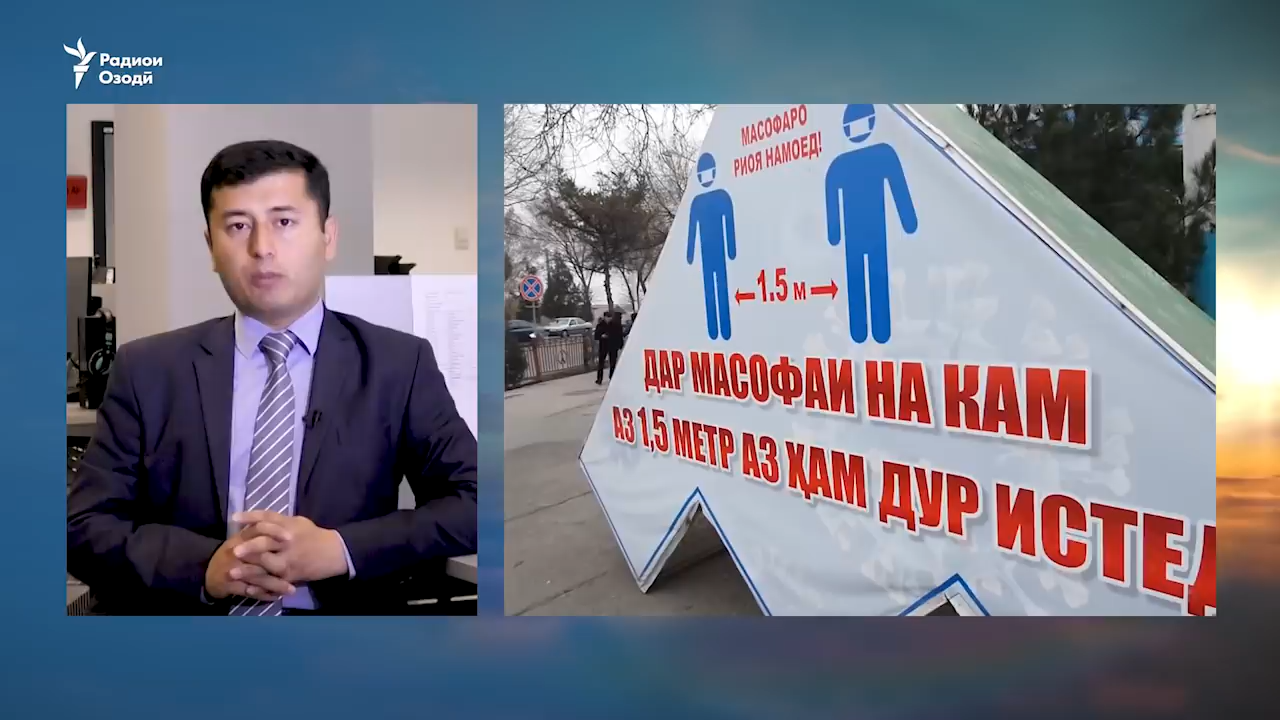 Радиои
Озодӣ
МАСОФАРО
РИОЯ НАМОЕД!
1.5 м
ДАР МАСОФАИ НА КАМ
АЗ 1,5 МЕТР АЗ ҲАМ ДУР ИСТЕД